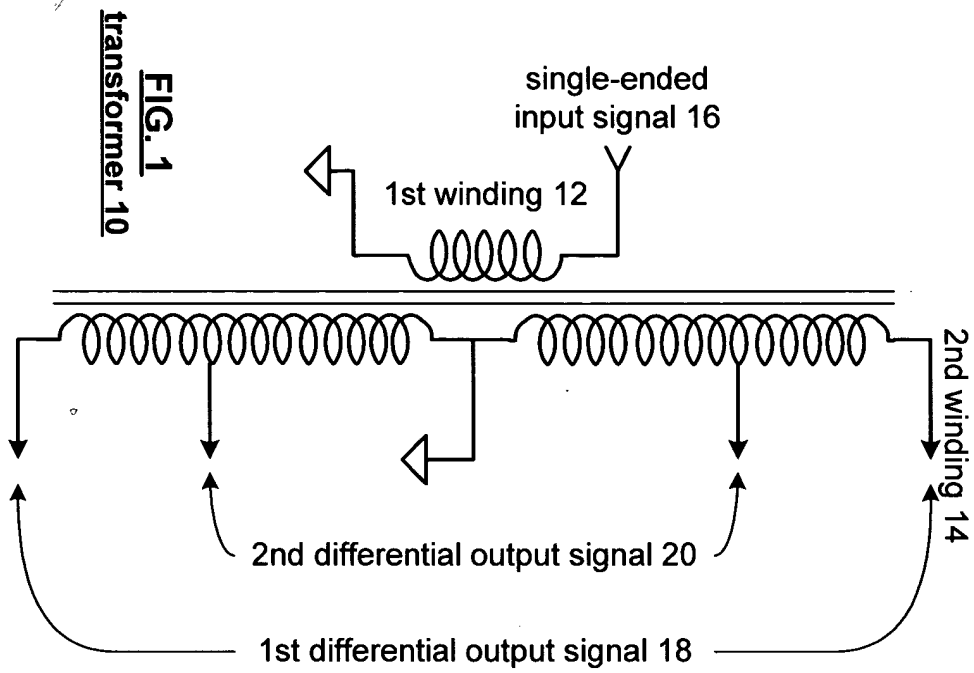 FIG. 1
transformer 10
single-ended
input signal 16
1st winding 12
2nd winding 14
2nd differential output signal 20
1st differential output signal 18